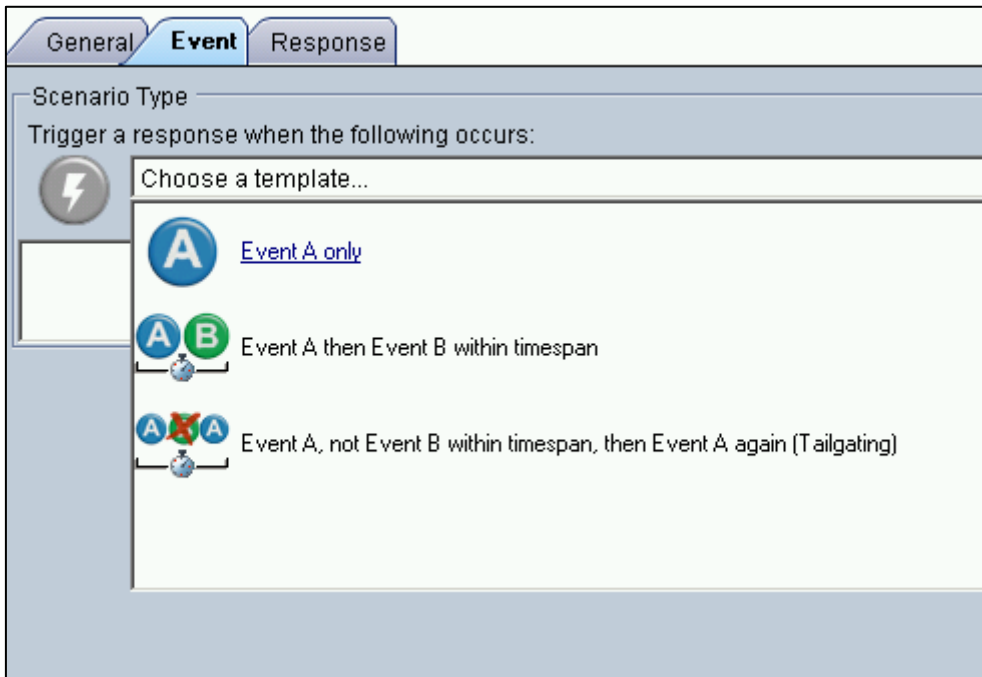 General Event Response
Scenario Type
Trigger a response when the following occurs:
Choose a template...
A Event A only
A B Event A then Event B within timespan
A A Event A, not Event B within timespan, then Event A again (Tailgating)